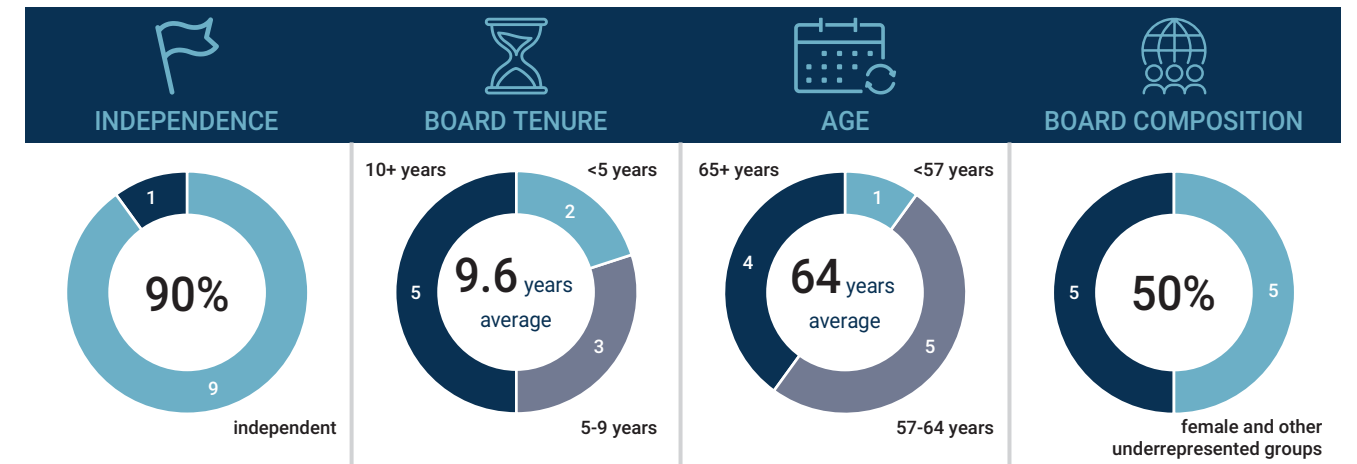 INDEPENDENCE
BOARD TENURE
AGE
BOARD COMPOSITION
1
90%
9
independent
10+ years
<5 years
2
5
9.6 years
average
3
5-9 years
65+ years
<57 years
1
4
64 years
average
5
57-64 years
5
50%
5
female and other
underrepresented groups